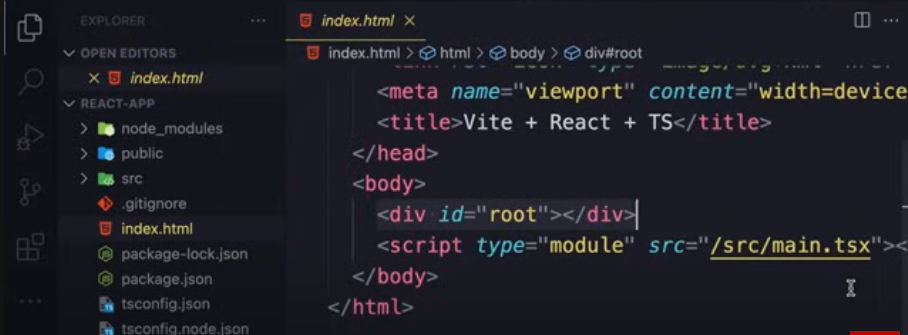 EXPLORER
OPEN EDITORS
index.html
REACT-APP
node_modules
public
src
.gitignore
index.html
package-lock.json
package.json
tsconfig.json
tsconfig.node.json
index.html
index.html > html > body > div#root
<meta name="viewport" content="width=device
<title>Vite + React + TS</title>
</head>
<body>
<div id="root"></div>
<script type="module" src="/src/main.tsx"><
</body>
</html>